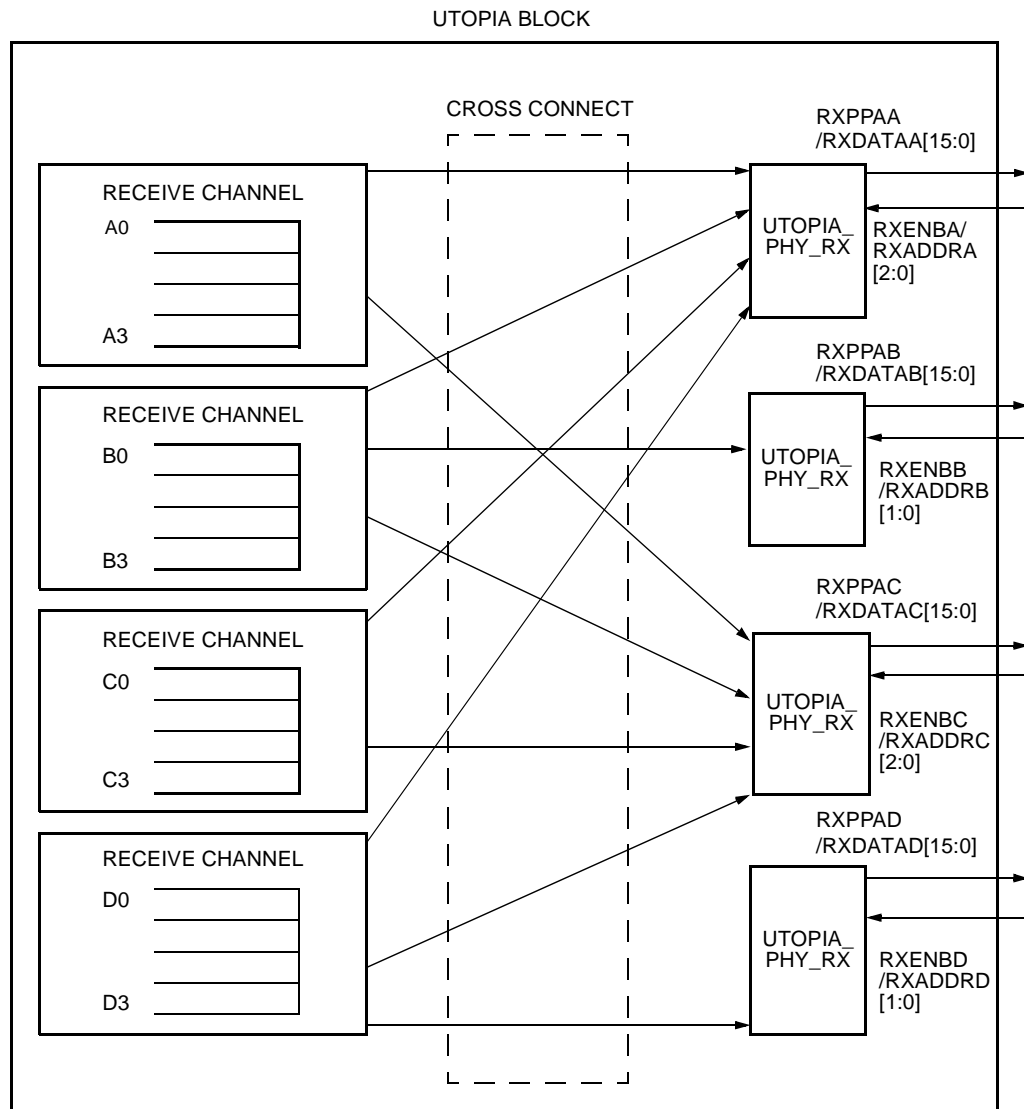 UTOPIA BLOCK
CROSS CONNECT
RECEIVE CHANNEL
A0
A3
RECEIVE CHANNEL
B0
B3
RECEIVE CHANNEL
C0
C3
RECEIVE CHANNEL
D0
D3
RXPPAA
/RXDATAA[15:0]
UTOPIA_
PHY_RX
RXENBA/
RXADDRA
[2:0]
RXPPAB
/RXDATAB[15:0]
UTOPIA_
PHY_RX
RXENBB
/RXADDRB
[1:0]
RXPPAC
/RXDATAC[15:0]
UTOPIA_
PHY_RX
RXENBC
/RXADDRC
[2:0]
RXPPAD
/RXDATAD[15:0]
UTOPIA_
PHY_RX
RXENBD
/RXADDRD
[1:0]